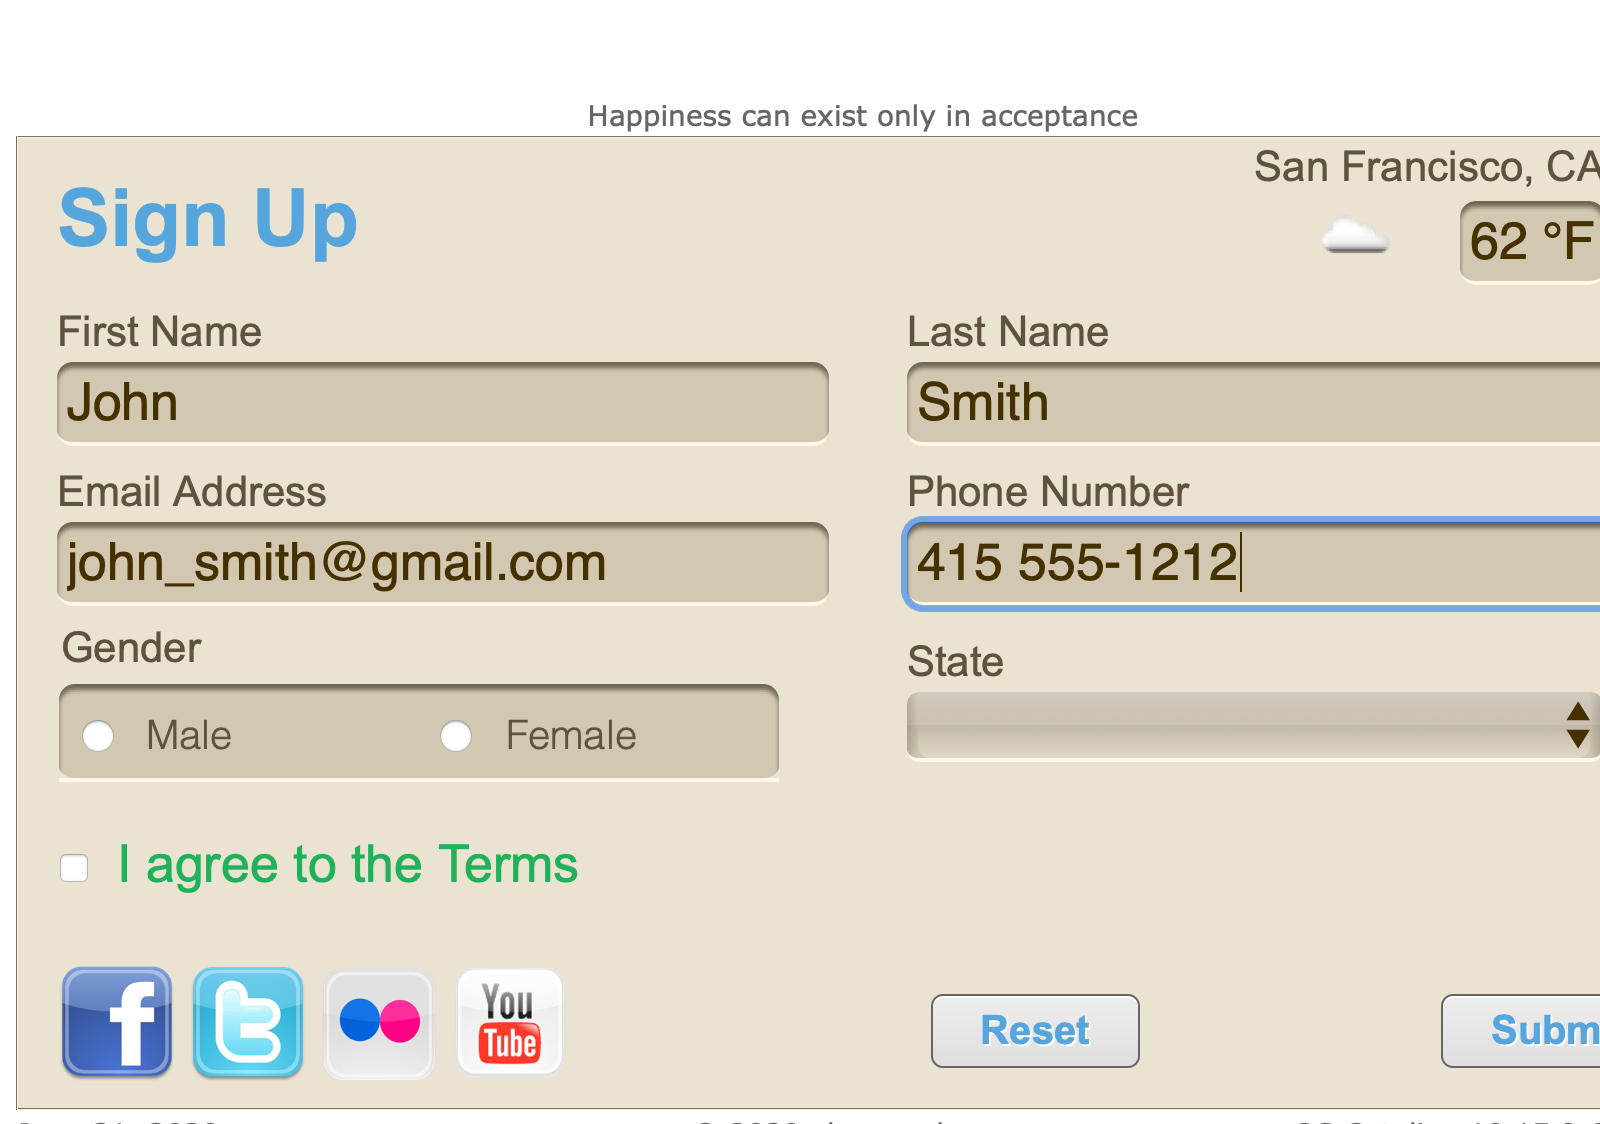 Happiness can exist only in acceptance
San Francisco, CA
Sign Up
62 °F
First Name
Last Name
John
Smith
Email Address
Phone Number
john_smith@gmail.com
415 555-1212
Gender
State
Male
Female
I agree to the Terms
f
t
You
Tube
Reset
Subm